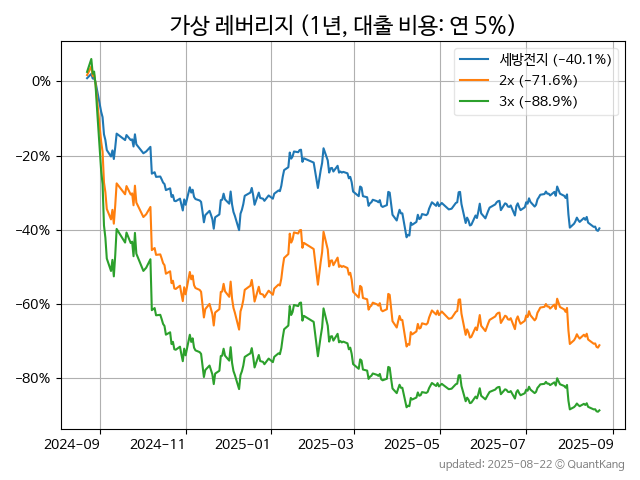 가상 레버리지 (1년, 대출 비용: 연 5%)
세방전지 (−40.1%)
2x (−71.6%)
3x (−88.9%)
0%
−20%
−40%
−60%
−80%
2024-09 2024-11 2025-01 2025-03 2025-05 2025-07 2025-09
updated: 2025-08-22 © QuantKang